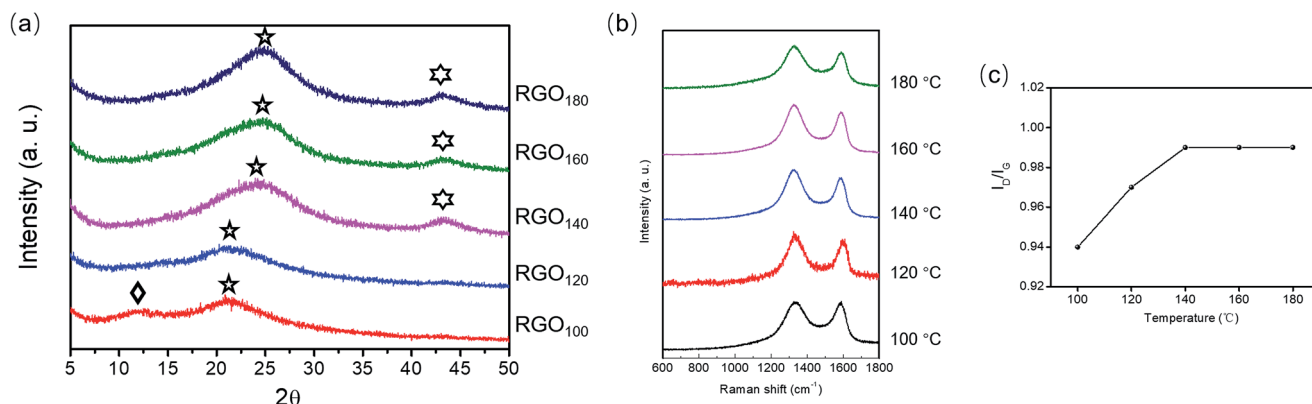 (a)
Intensity (a. u.)
RGO180
RGO160
RGO140
RGO120
RGO100
5 10 15 20 25 30 35 40 45 50
2θ
(b)
Intensity (a. u.)
180 °C
160 °C
140 °C
120 °C
100 °C
600 800 1000 1200 1400 1600 1800
Raman shift (cm-1)
(c)
ID/IG
1.02
1.00
0.98
0.96
0.94
0.92
100 120 140 160 180
Temperature (℃)